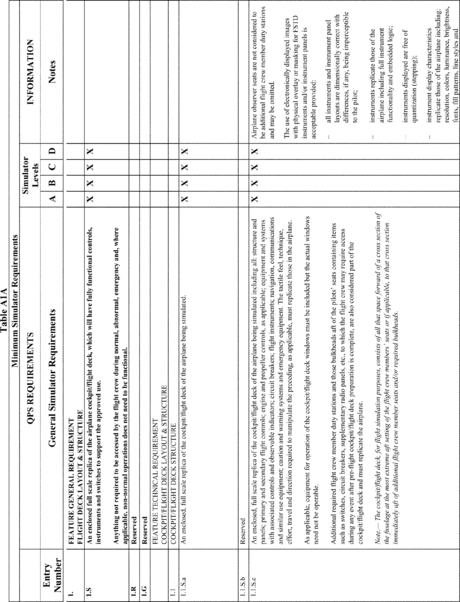 Table A1A
Minimum Simulator Requirements
QPS REQUIREMENTS
Simulator
Levels
INFORMATION
Entry
Number
General Simulator Requirements
A
B
C
D
Notes
1.
FEATURE GENERAL REQUIREMENT
FLIGHT DECK LAYOUT & STRUCTURE
1.S
An enclosed full scale replica of the airplane cockpit/flight deck, which will have fully functional controls,
instruments and switches to support the approved use.
X X X X
Anything not required to be accessed by the flight crew during normal, abnormal, emergency and, where
applicable, non-normal operations does not need to be functional.
1.R
Reserved
1.G
Reserved
FEATURE TECHNICAL REQUIREMENT
COCKPIT/FLIGHT DECK LAYOUT & STRUCTURE
1.1
COCKPIT/FLIGHT DECK STRUCTURE
1.1.S.a
An enclosed, full scale replica of the cockpit/flight deck of the airplane being simulated.
X X X X
1.1.S.b
Reserved
1.1.S.c
An enclosed, full scale replica of the cockpit/flight deck of the airplane being simulated including all: structure and
panels; primary and secondary flight controls; engine and propeller controls, as applicable; equipment and systems
with associated controls and observable indicators; circuit breakers; flight instruments; navigation, communications
and similar use equipment; caution and warning systems and emergency equipment. The tactile feel, technique,
effort, travel and direction required to manipulate the preceding, as applicable, must replicate those in the airplane.
X X X X
As applicable, equipment for operation of the cockpit/flight deck windows must be included but the actual windows
need not be operable.
Additional required flight crew member duty stations and those bulkheads aft of the pilots' seats containing items
such as switches, circuit breakers, supplementary radio panels, etc., to which the flight crew may require access
during any event after pre-flight cockpit/flight deck preparation is complete, are also considered part of the
cockpit/flight deck and must replicate the airplane.
Note.— The cockpit/flight deck, for flight simulation purposes, consists of all that space forward of a cross section of
the fuselage at the most extreme aft setting of the flight crew members' seats or if applicable, to that cross section
immediately aft of additional flight crew member seats and/or required bulkheads.
Airplane observer seats are not considered to
be additional flight crew member duty stations
and may be omitted.
The use of electronically displayed images
with physical overlay or masking for FSTD
instruments and/or instrument panels is
acceptable provided:
– all instruments and instrument panel
layouts are dimensionally correct with
differences, if any, being imperceptible
to the pilot;
– instruments replicate those of the
airplane including full instrument
functionality and embedded logic;
– instruments displayed are free of
quantization (stepping);
– instrument display characteristics
replicate those of the airplane including:
resolution, colors, luminance, brightness,
fonts, fill patterns, line styles and